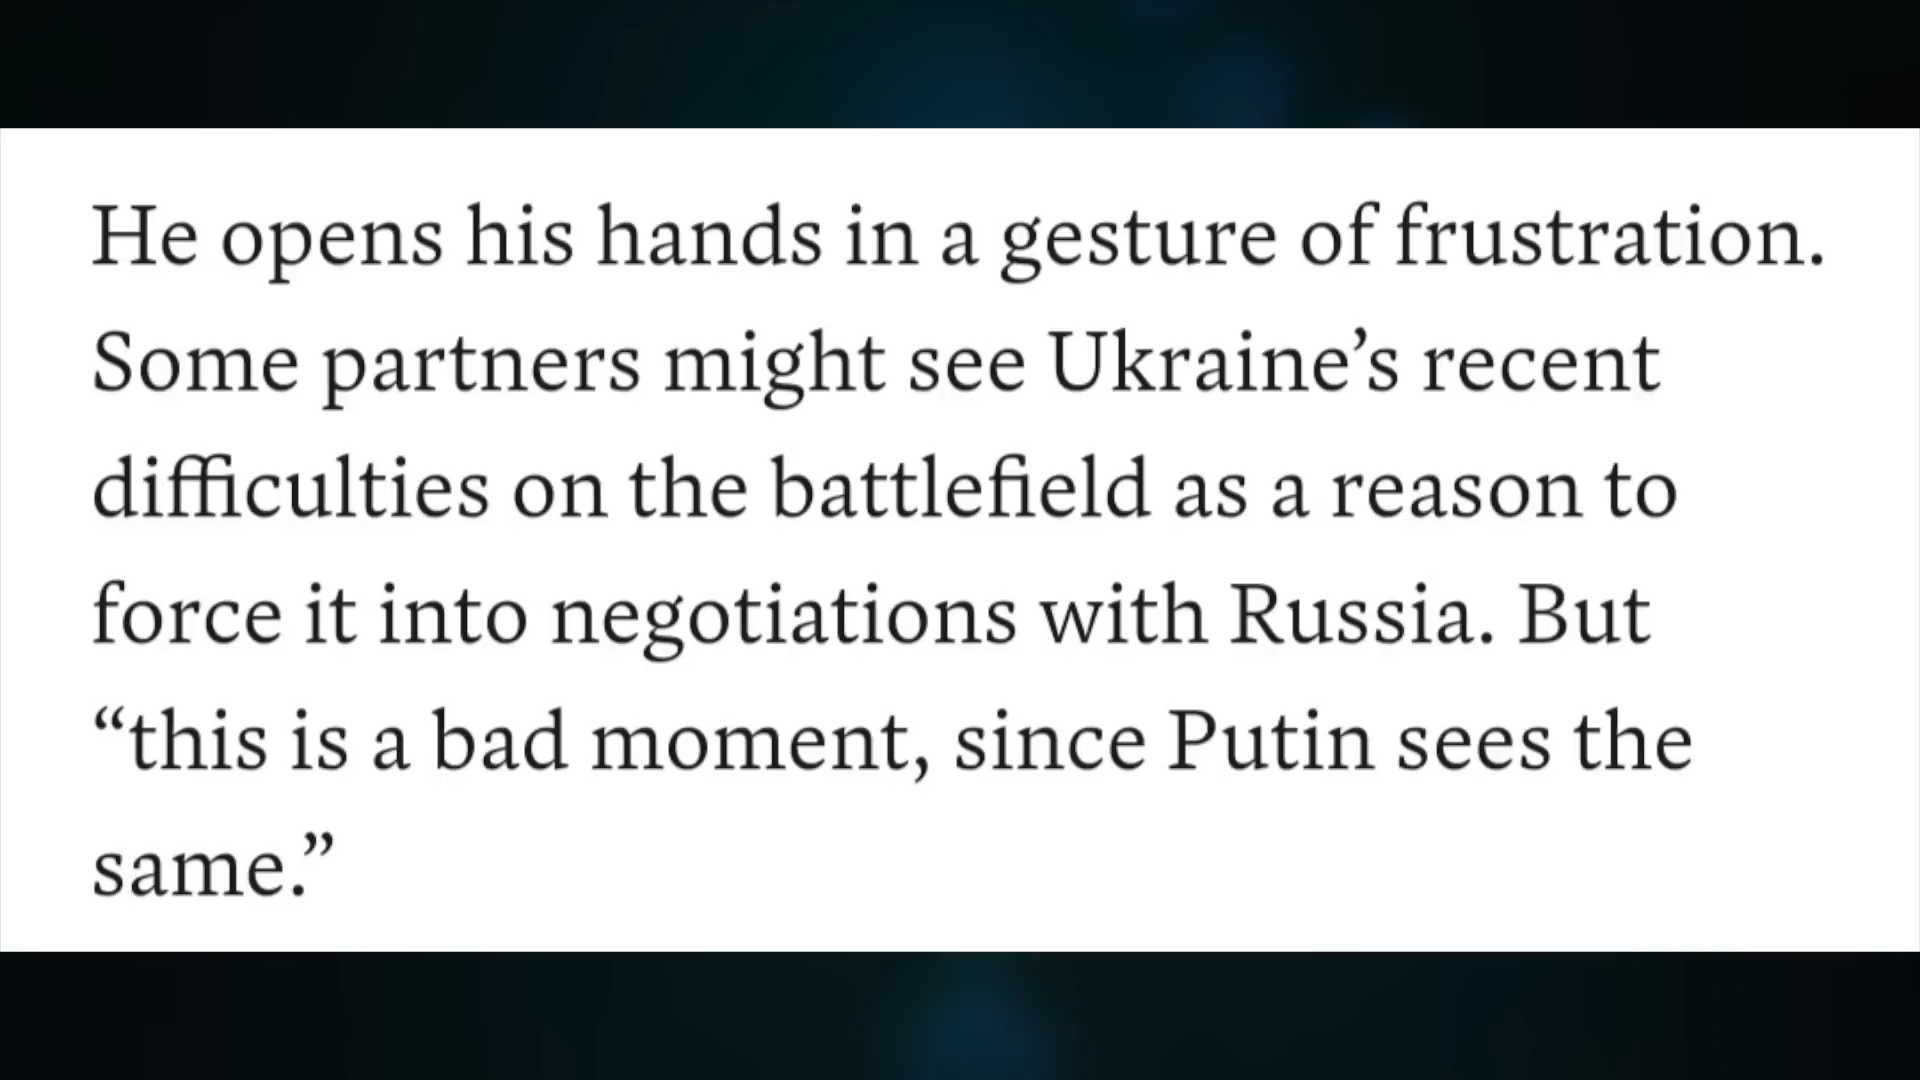 He opens his hands in a gesture of frustration.
Some partners might see Ukraine’s recent
difficulties on the battlefield as a reason to
force it into negotiations with Russia. But
“this is a bad moment, since Putin sees the
same.”